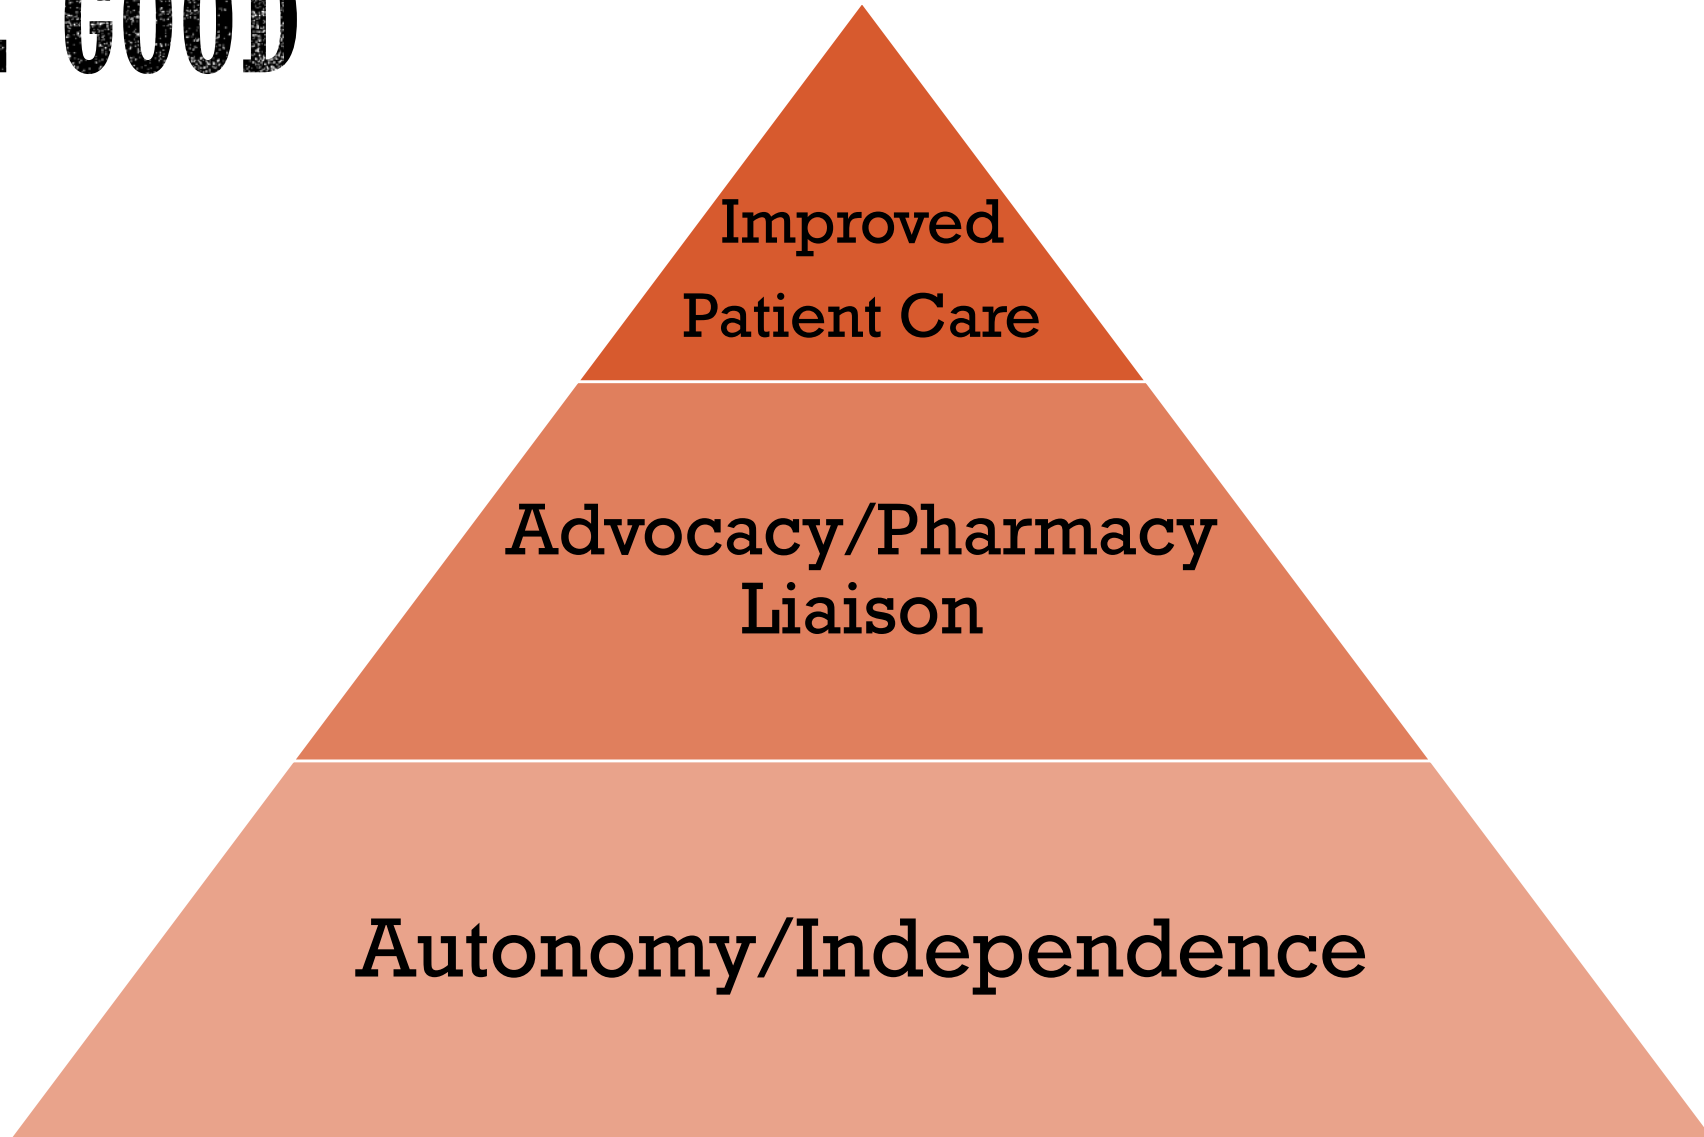 GOOD
Improved
Patient Care
Advocacy/Pharmacy
Liaison
Autonomy/Independence